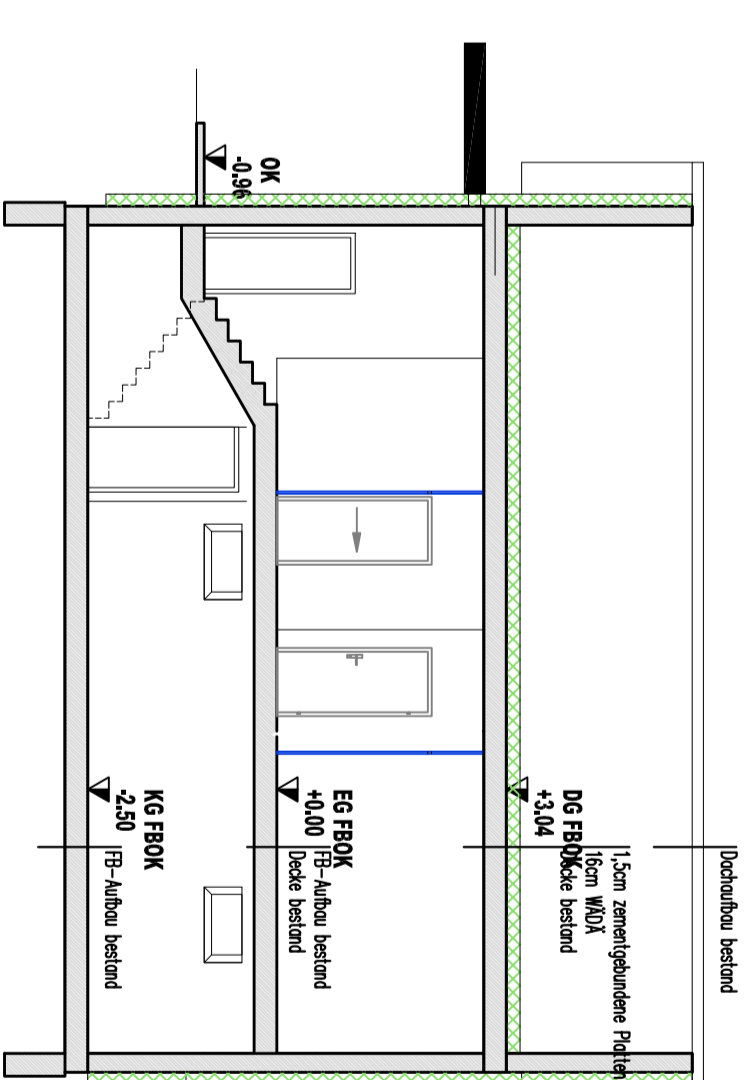 Dachaufbau bestand
1,5cm zementgebundene Platten
16cm WÄDÄ
Decke bestand
DG FBOK
+3.04
EG FBOK
+0.00
FB-Aufbau bestand
Decke bestand
KG FBOK
-2.50
FB-Aufbau bestand
OK
-0.96